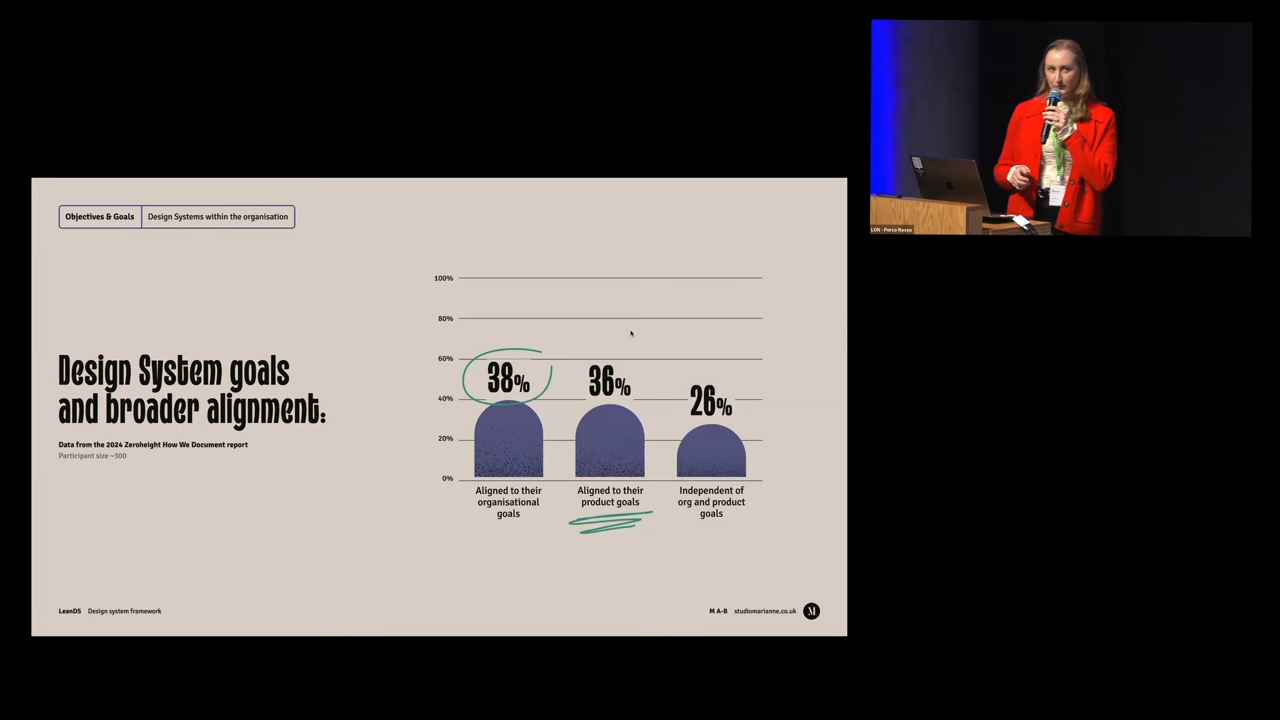 Objectives & Goals Design Systems within the organisation
Design System goals
and broader alignment:
Data from the 2024 Zeroheight How We Document report
Participant size ~300
100%
80%
60%
40%
20%
0%
38%
36%
26%
Aligned to their
organisational
goals
Aligned to their
product goals
Independent of
org and product
goals
LeanDS Design system framework
M A-B studiomarianne.co.uk M
LON - Porco Rosso